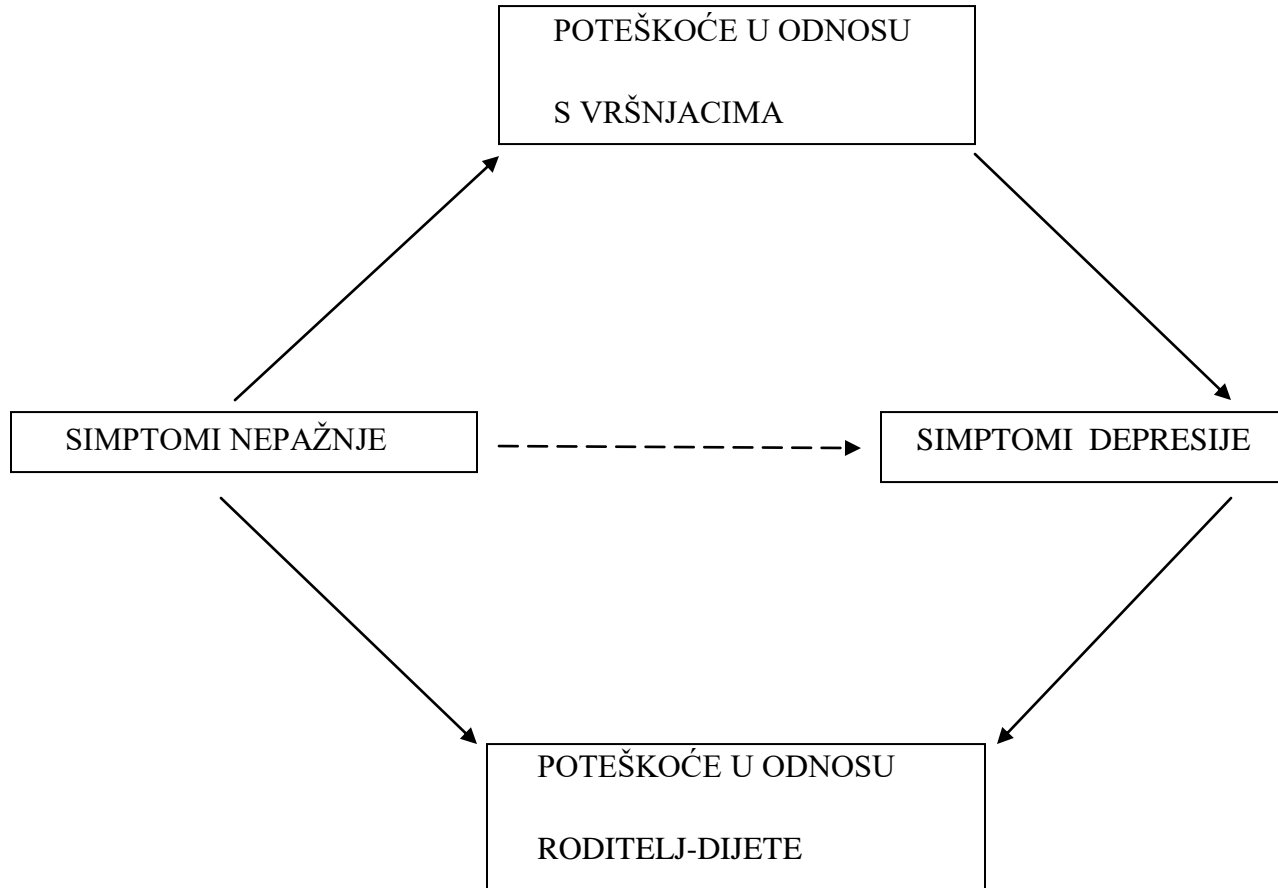 POTEŠKOĆE U ODNOSU
S VRŠNJACIMA
SIMPTOMI NEPAŽNJE
SIMPTOMI DEPRESIJE
POTEŠKOĆE U ODNOSU
RODITELJ-DIJETE